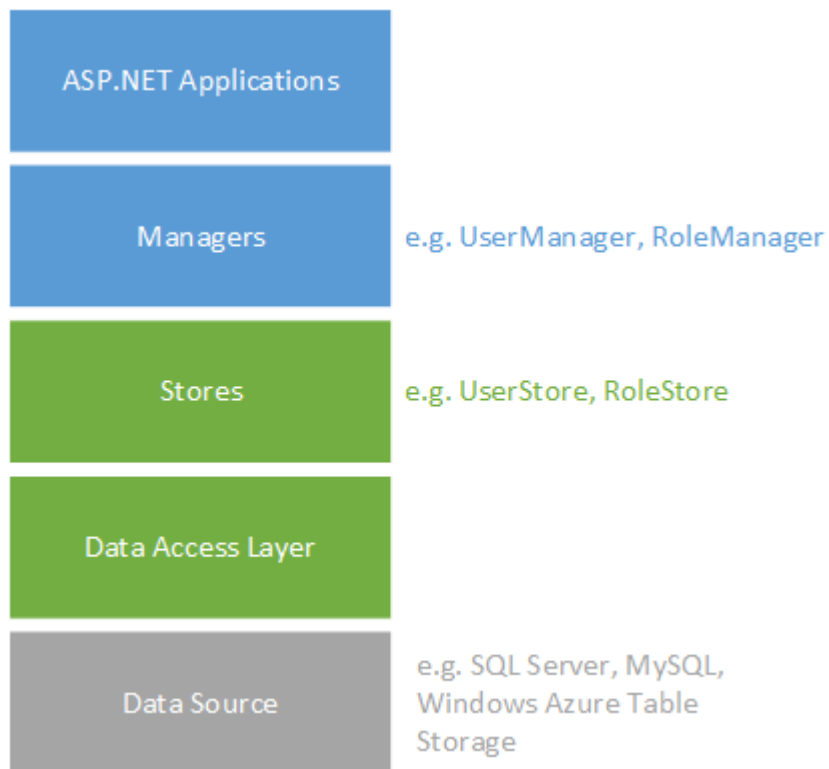 ASP.NET Applications
Managers
e.g. UserManager, RoleManager
Stores
e.g. UserStore, RoleStore
Data Access Layer
Data Source
e.g. SQL Server, MySQL,
Windows Azure Table
Storage